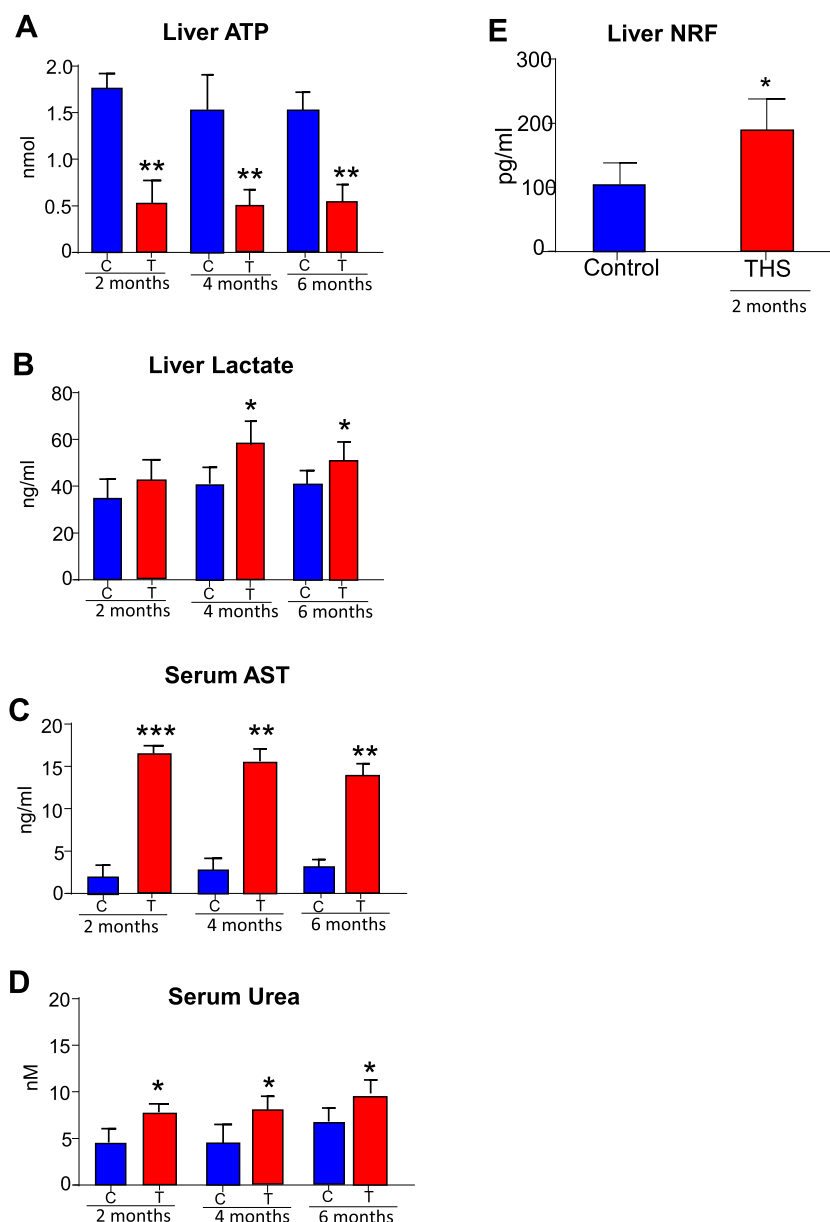 A
Liver ATP
2.0
1.5
1.0
0.5
0
nmol
** ** **
C T C T C T
2 months 4 months 6 months
B
Liver Lactate
80
60
40
20
0
ng/ml
* *
C T C T C T
2 months 4 months 6 months
Serum AST
C
20
15
10
5
0
ng/ml
*** ** **
C T C T C T
2 months 4 months 6 months
D
Serum Urea
20
15
10
5
0
nM
* * *
C T C T C T
2 months 4 months 6 months
E
Liver NRF
300
200
100
0
pg/ml
*
Control THS
2 months